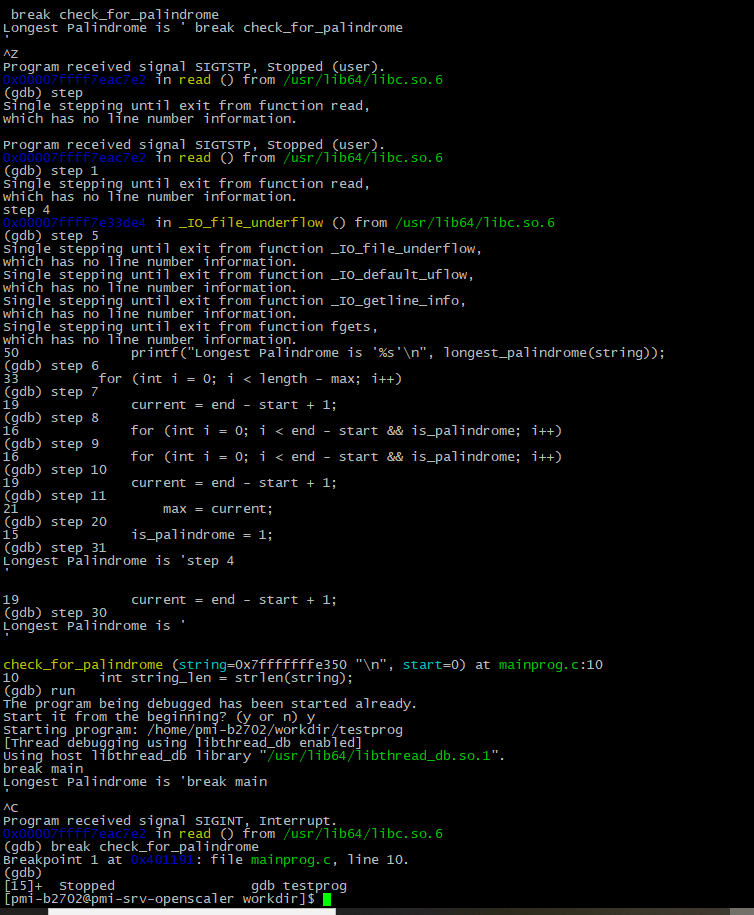 break check_for_palindrome
Longest Palindrome is ' break check_for_palindrome
'
^Z
Program received signal SIGTSTP, Stopped (user).
0x00007ffff7eac7e2 in read () from /usr/lib64/libc.so.6
(gdb) step
Single stepping until exit from function read,
which has no line number information.

Program received signal SIGTSTP, Stopped (user).
0x00007ffff7eac7e2 in read () from /usr/lib64/libc.so.6
(gdb) step 1
Single stepping until exit from function read,
which has no line number information.
step 4
0x00007ffff7e33de4 in _IO_file_underflow () from /usr/lib64/libc.so.6
(gdb) step 5
Single stepping until exit from function _IO_file_underflow,
which has no line number information.
Single stepping until exit from function _IO_default_uflow,
which has no line number information.
Single stepping until exit from function _IO_getline_info,
which has no line number information.
Single stepping until exit from function fgets,
which has no line number information.
50              printf("Longest Palindrome is '%s'\n", longest_palindrome(string));
(gdb) step 6
33          for (int i = 0; i < length - max; i++)
(gdb) step 7
19              current = end - start + 1;
(gdb) step 8
16              for (int i = 0; i < end - start && is_palindrome; i++)
(gdb) step 9
16              for (int i = 0; i < end - start && is_palindrome; i++)
(gdb) step 10
19              current = end - start + 1;
(gdb) step 11
21                  max = current;
(gdb) step 20
15              is_palindrome = 1;
(gdb) step 31
Longest Palindrome is 'step 4
'

19              current = end - start + 1;
(gdb) step 30
Longest Palindrome is '
'

check_for_palindrome (string=0x7fffffffe350 "\n", start=0) at mainprog.c:10
10          int string_len = strlen(string);
(gdb) run
The program being debugged has been started already.
Start it from the beginning? (y or n) y
Starting program: /home/pmi-b2702/workdir/testprog
[Thread debugging using libthread_db enabled]
Using host libthread_db library "/usr/lib64/libthread_db.so.1".
break main
Longest Palindrome is 'break main
'
^C
Program received signal SIGINT, Interrupt.
0x00007ffff7eac7e2 in read () from /usr/lib64/libc.so.6
(gdb) break check_for_palindrome
Breakpoint 1 at 0x401191: file mainprog.c, line 10.
(gdb)
[15]+  Stopped                 gdb testprog
[pmi-b2702@pmi-srv-openscaler workdir]$